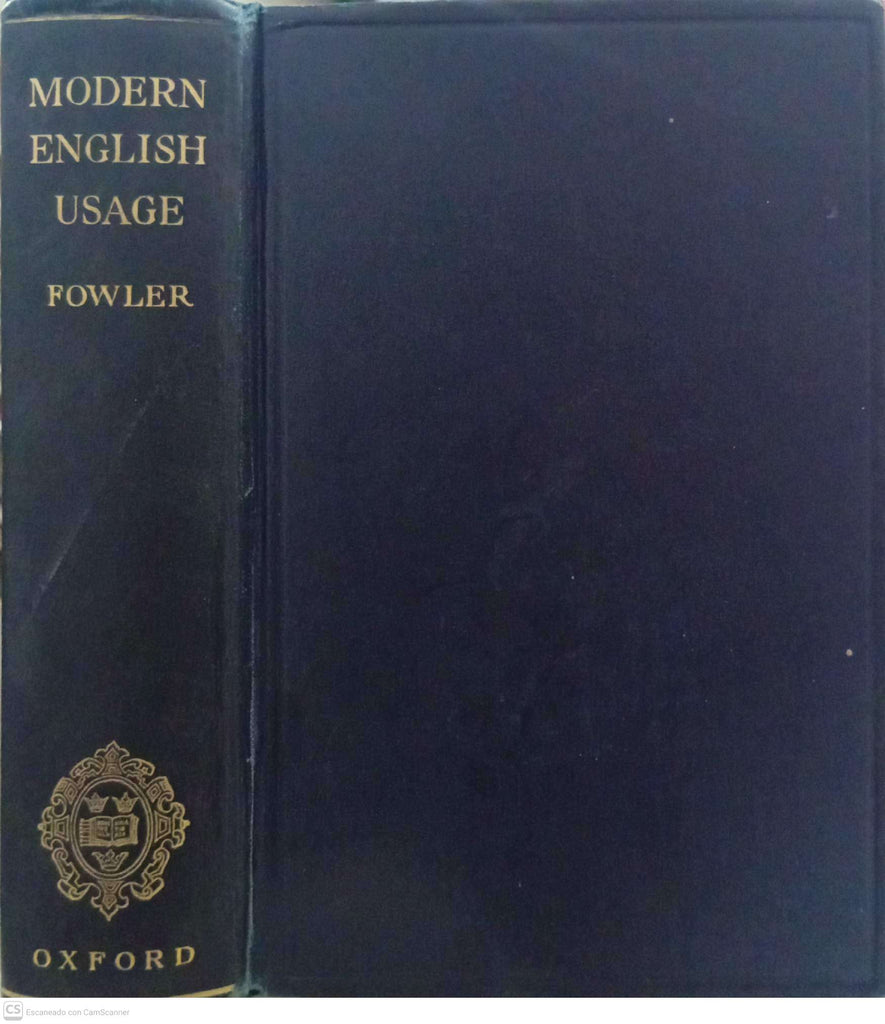 MODERN
ENGLISH
USAGE
FOWLER
OXFORD
CS Escaneado con CamScanner